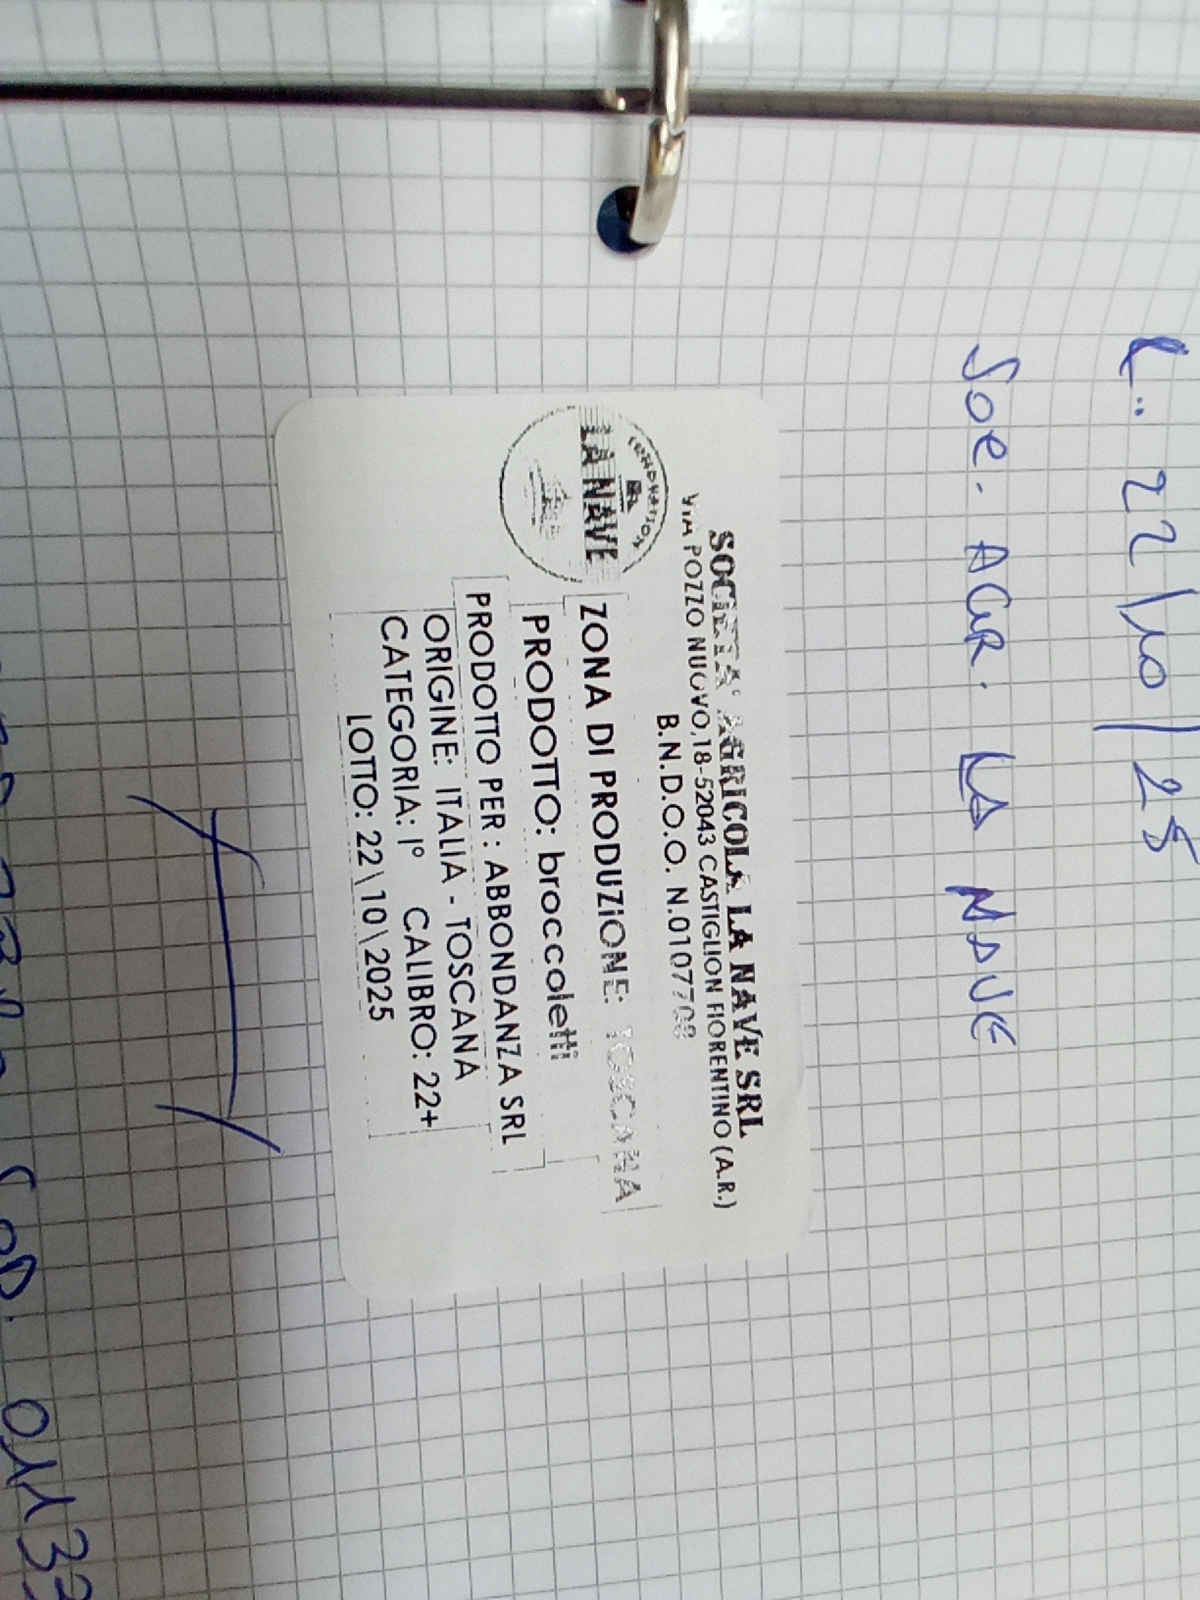 L: 22/10/25
Soc. AGR. LA NAVE
SOCIETA' AGRICOLA LA NAVE SRL
VIA POZZO NUOVO,18-52043 CASTIGLION FIORENTINO (A.R.)
B.N.D.O.O. N.0107708
LA NAVE
ZONA DI PRODUZiONE: TOSCANA
PRODOTTO: broccoletti
PRODOTTO PER : ABBONDANZA SRL
ORIGINE: ITALIA - TOSCANA
CATEGORIA: I° CALIBRO: 22+
LOTTO: 22\10\2025
COD. 01133